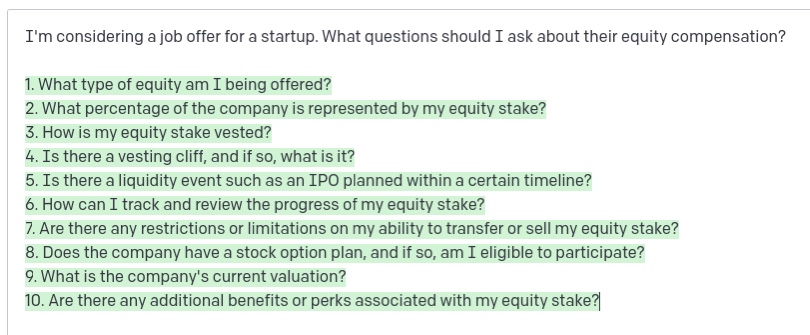 I'm considering a job offer for a startup. What questions should I ask about their equity compensation?
1. What type of equity am I being offered?
2. What percentage of the company is represented by my equity stake?
3. How is my equity stake vested?
4. Is there a vesting cliff, and if so, what is it?
5. Is there a liquidity event such as an IPO planned within a certain timeline?
6. How can I track and review the progress of my equity stake?
7. Are there any restrictions or limitations on my ability to transfer or sell my equity stake?
8. Does the company have a stock option plan, and if so, am I eligible to participate?
9. What is the company's current valuation?
10. Are there any additional benefits or perks associated with my equity stake?